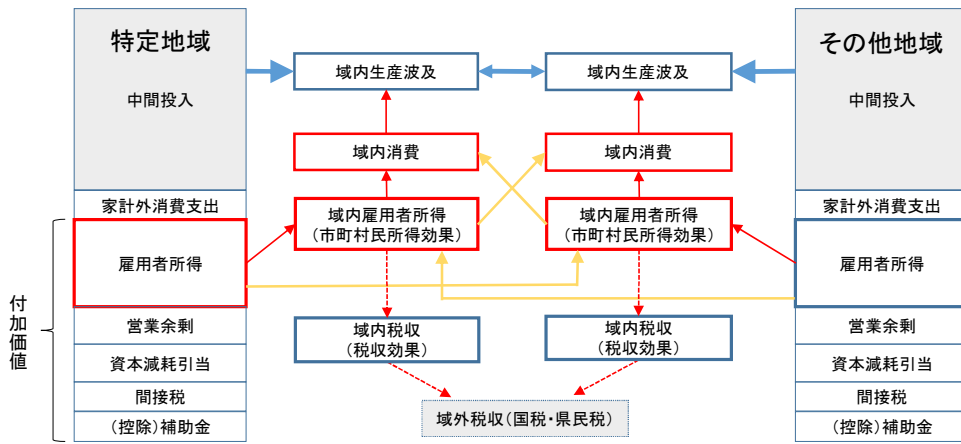 特定地域
中間投入
家計外消費支出
雇用者所得
営業余剰
資本減耗引当
間接税
(控除)補助金
付加価値
域内生産波及
域内消費
域内雇用者所得
(市町村民所得効果)
域内税収
(税収効果)
域内生産波及
域内消費
域内雇用者所得
(市町村民所得効果)
域内税収
(税収効果)
域外税収(国税・県民税)
その他地域
中間投入
家計外消費支出
雇用者所得
営業余剰
資本減耗引当
間接税
(控除)補助金